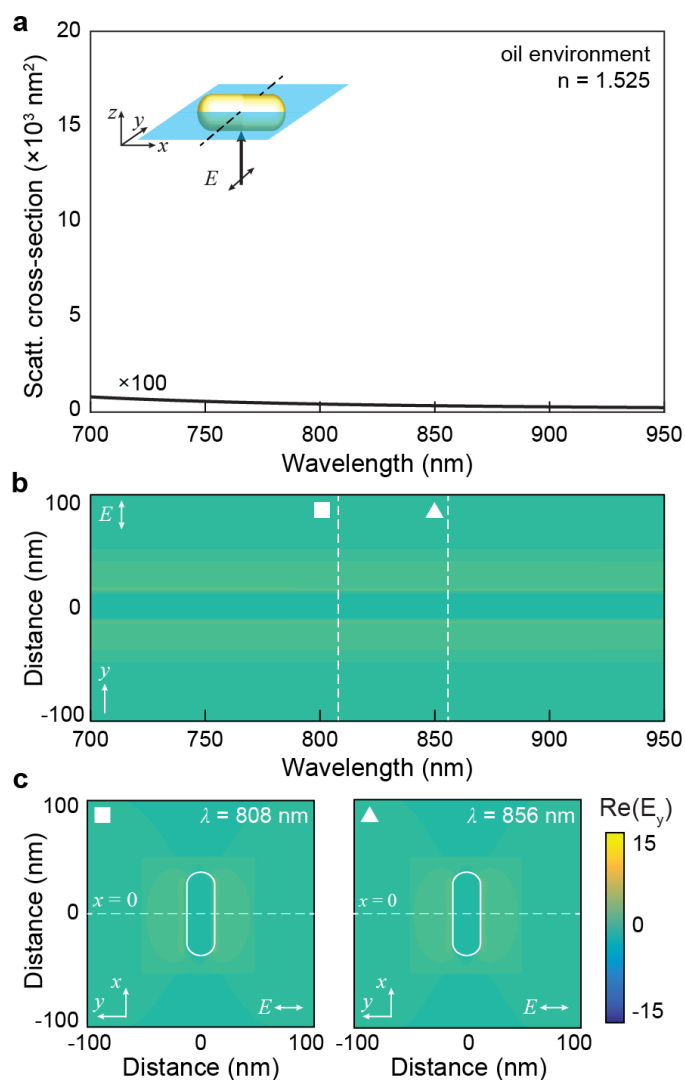 a
20
15
10
5
0
Scatt. cross-section (×10³ nm²)
oil environment
n = 1.525
z
y
x
E
×100
700 750 800 850 900 950
Wavelength (nm)
b
100
0
-100
Distance (nm)
E
y
700 750 800 850 900 950
Wavelength (nm)
c
100
0
-100
Distance (nm)
λ = 808 nm
x = 0
x
y
E
-100 0 100
Distance (nm)
λ = 856 nm
x = 0
x
y
E
-100 0 100
Distance (nm)
Re(E_y)
15
0
-15